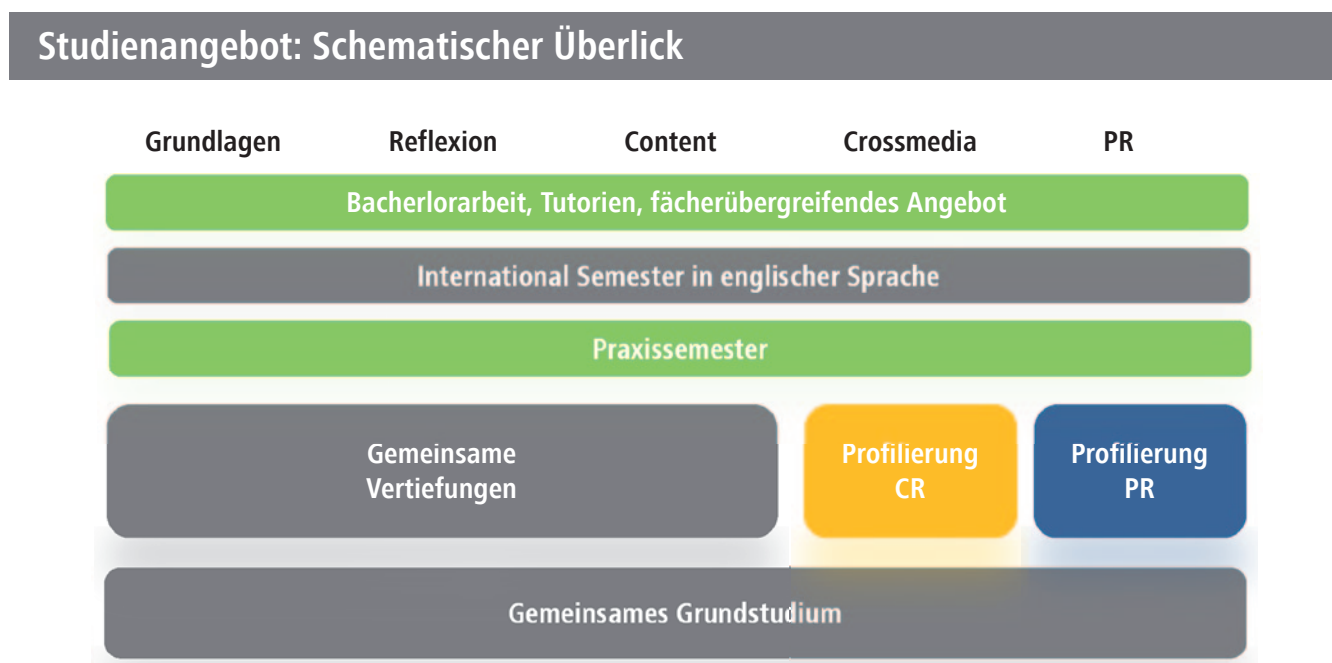 Studienangebot: Schematischer Überlick
Grundlagen Reflexion Content Crossmedia PR
Bacherlorarbeit, Tutorien, fächerübergreifendes Angebot
International Semester in englischer Sprache
Praxissemester
Gemeinsame
Vertiefungen
Profilierung
CR
Profilierung
PR
Gemeinsames Grundstudium